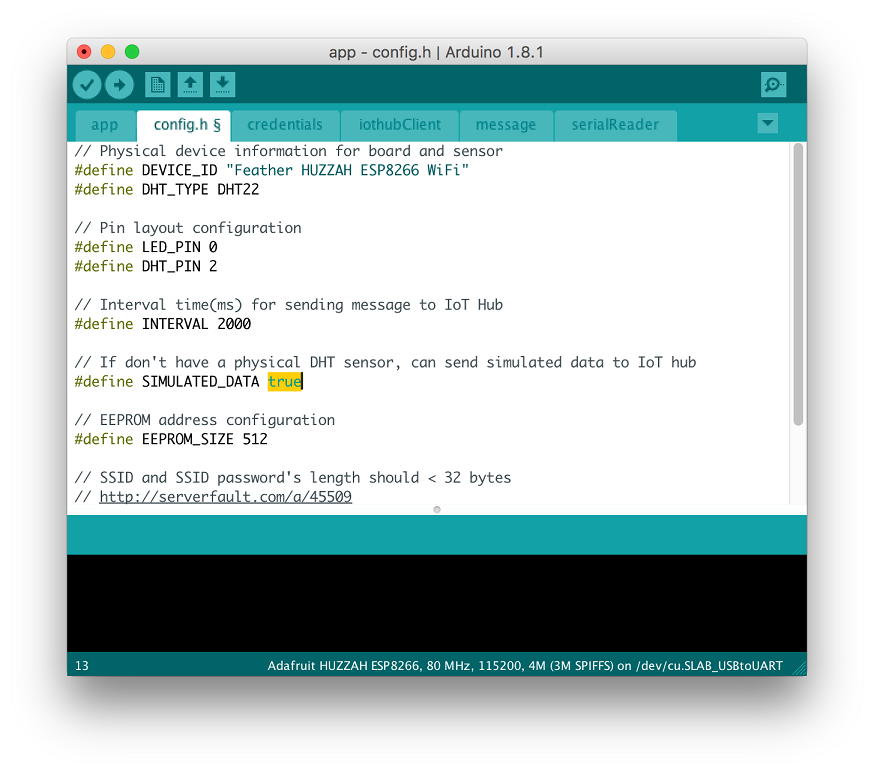 app - config.h | Arduino 1.8.1
app config.h § credentials iothubClient message serialReader
// Physical device information for board and sensor
#define DEVICE_ID "Feather HUZZAH ESP8266 WiFi"
#define DHT_TYPE DHT22
// Pin layout configuration
#define LED_PIN 0
#define DHT_PIN 2
// Interval time(ms) for sending message to IoT Hub
#define INTERVAL 2000
// If don't have a physical DHT sensor, can send simulated data to IoT hub
#define SIMULATED_DATA true
// EEPROM address configuration
#define EEPROM_SIZE 512
// SSID and SSID password's length should < 32 bytes
// http://serverfault.com/a/45509
13 Adafruit HUZZAH ESP8266, 80 MHz, 115200, 4M (3M SPIFFS) on /dev/cu.SLAB_USBtoUART